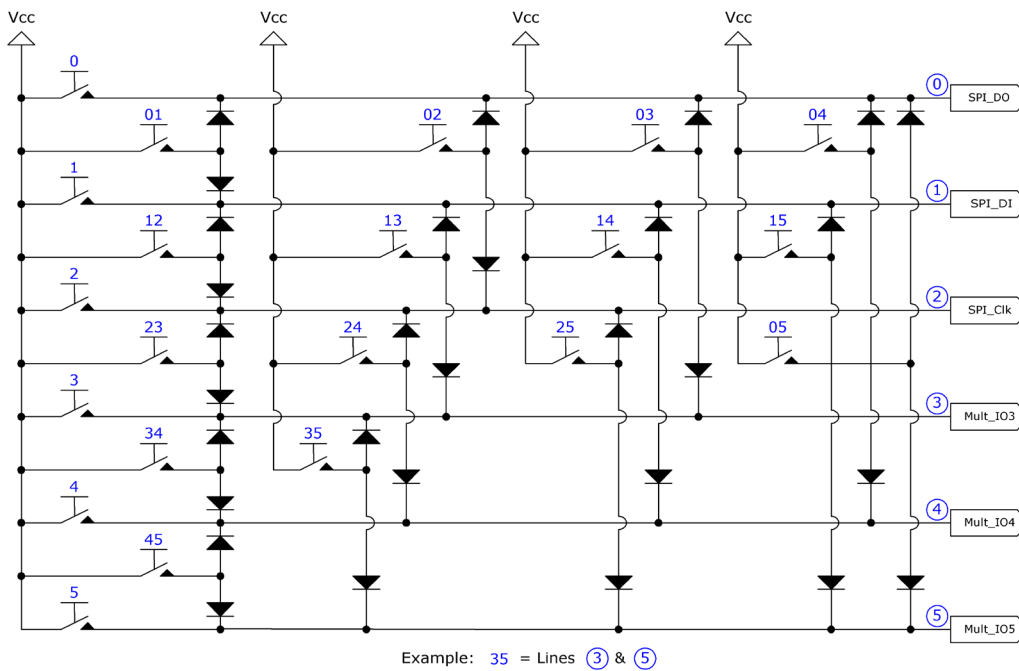 Vcc Vcc Vcc Vcc
0
0 SPI_DO
01 02 03 04
1
1 SPI_DI
12 13 14 15
2
2 SPI_Clk
23 24 25 05
3
3 Mult_IO3
34 35
4
4 Mult_IO4
45
5
5 Mult_IO5
Example: 35 = Lines 3 & 5